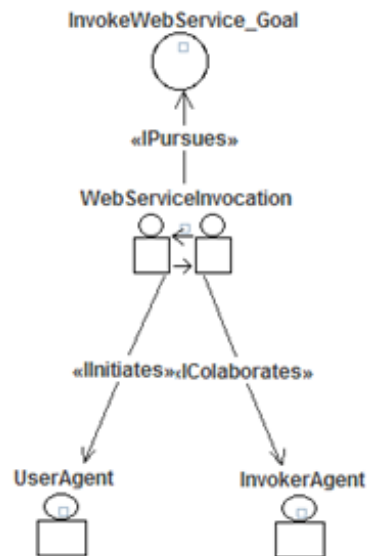 InvokeWebService_Goal
«IPursues»
WebServiceInvocation
«IInitiates»
«IColaborates»
UserAgent
InvokerAgent